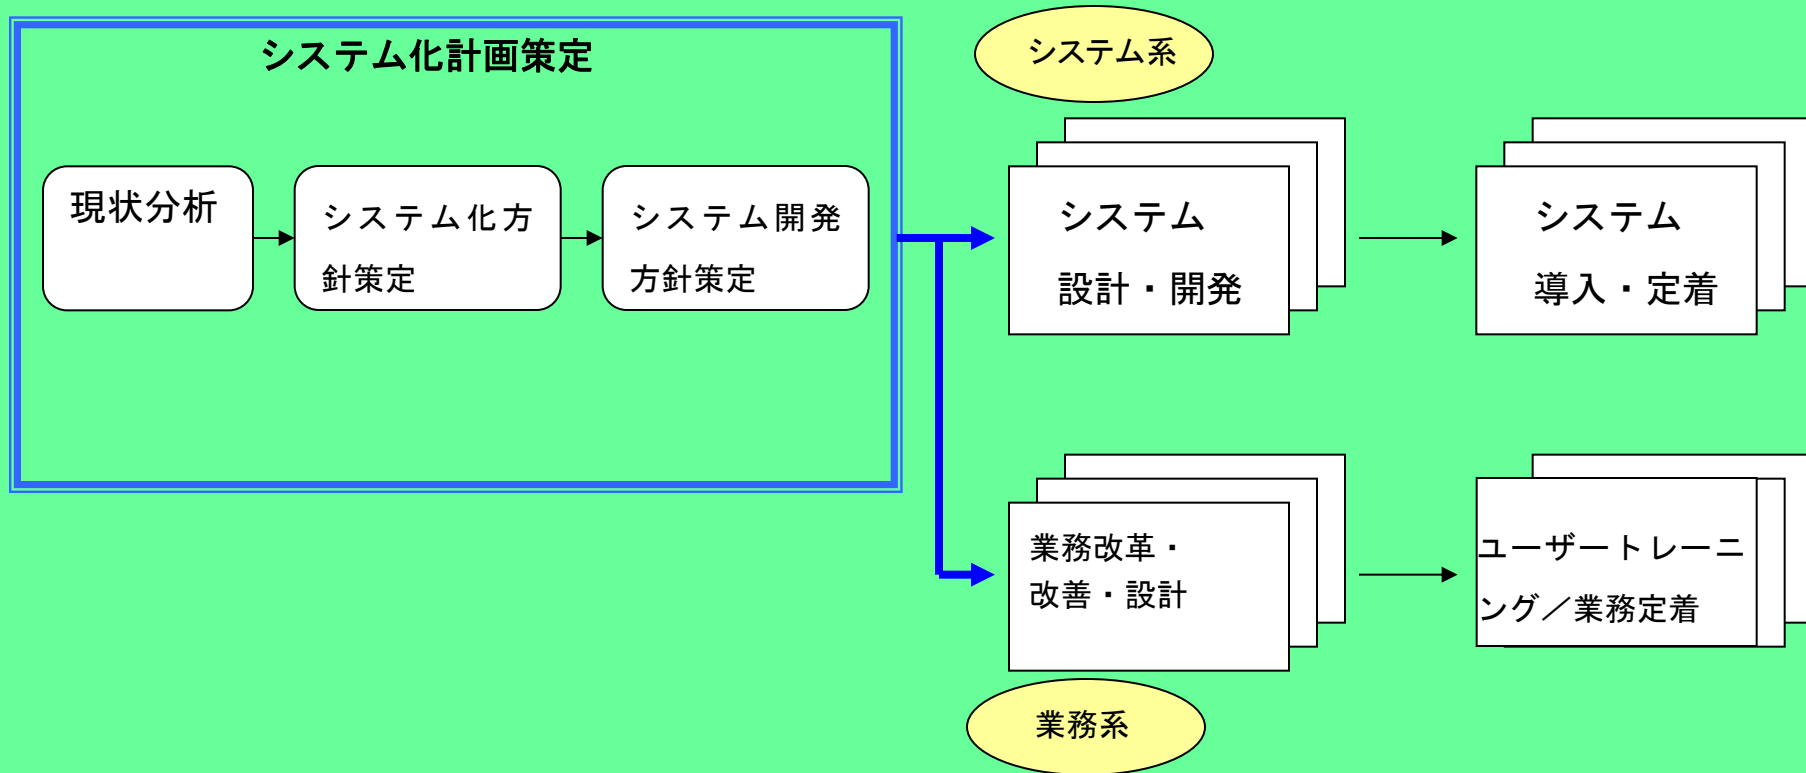 システム化計画策定
現状分析
システム化方
針策定
システム開発
方針策定
システム系
システム
設計・開発
システム
導入・定着
業務改革・
改善・設計
ユーザートレーニ
ング／業務定着
業務系